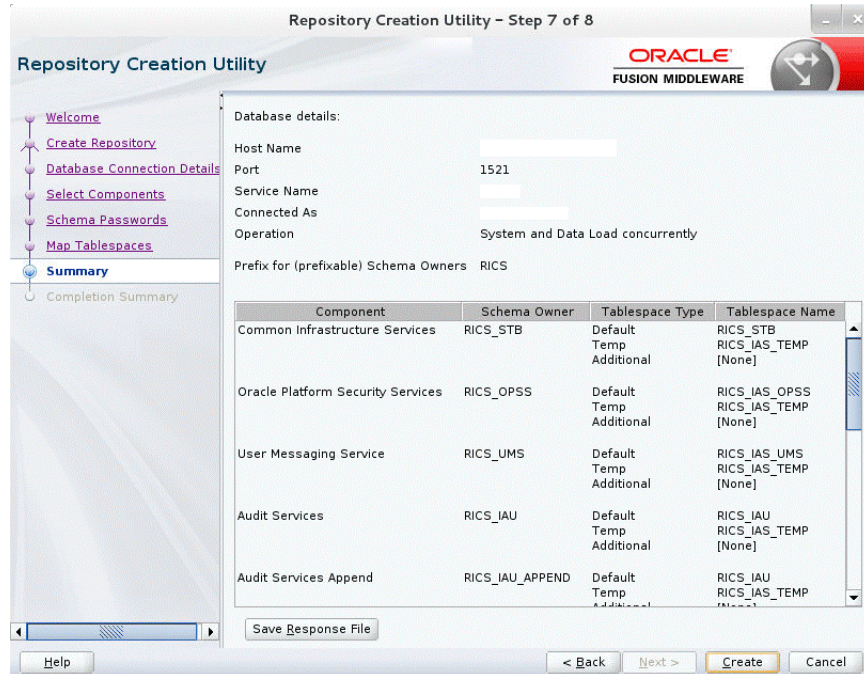 Repository Creation Utility – Step 7 of 8
Repository Creation Utility
ORACLE
FUSION MIDDLEWARE
Welcome
Create Repository
Database Connection Details
Select Components
Schema Passwords
Map Tablespaces
Summary
Completion Summary
Database details:
Host Name
Port 1521
Service Name
Connected As
Operation System and Data Load concurrently
Prefix for (prefixable) Schema Owners RICS
Component Schema Owner Tablespace Type Tablespace Name
Common Infrastructure Services RICS_STB Default RICS_STB
Temp RICS_IAS_TEMP
Additional [None]
Oracle Platform Security Services RICS_OPSS Default RICS_IAS_OPSS
Temp RICS_IAS_TEMP
Additional [None]
User Messaging Service RICS_UMS Default RICS_IAS_UMS
Temp RICS_IAS_TEMP
Additional [None]
Audit Services RICS_IAU Default RICS_IAU
Temp RICS_IAS_TEMP
Additional [None]
Audit Services Append RICS_IAU_APPEND Default RICS_IAU
Temp RICS_IAS_TEMP
Additional [None]
Save Response File
Help < Back Next > Create Cancel